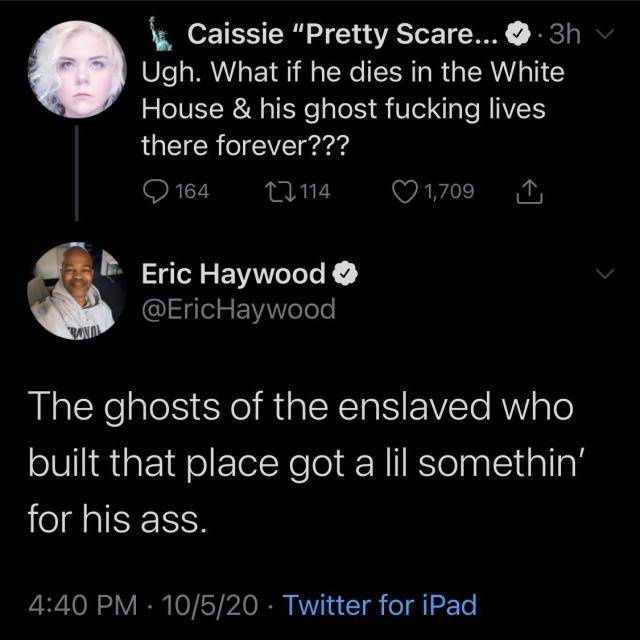 Caissie “Pretty Scare... · 3h
Ugh. What if he dies in the White
House & his ghost fucking lives
there forever???
164 114 1,709
Eric Haywood
@EricHaywood
The ghosts of the enslaved who
built that place got a lil somethin’
for his ass.
4:40 PM · 10/5/20 · Twitter for iPad